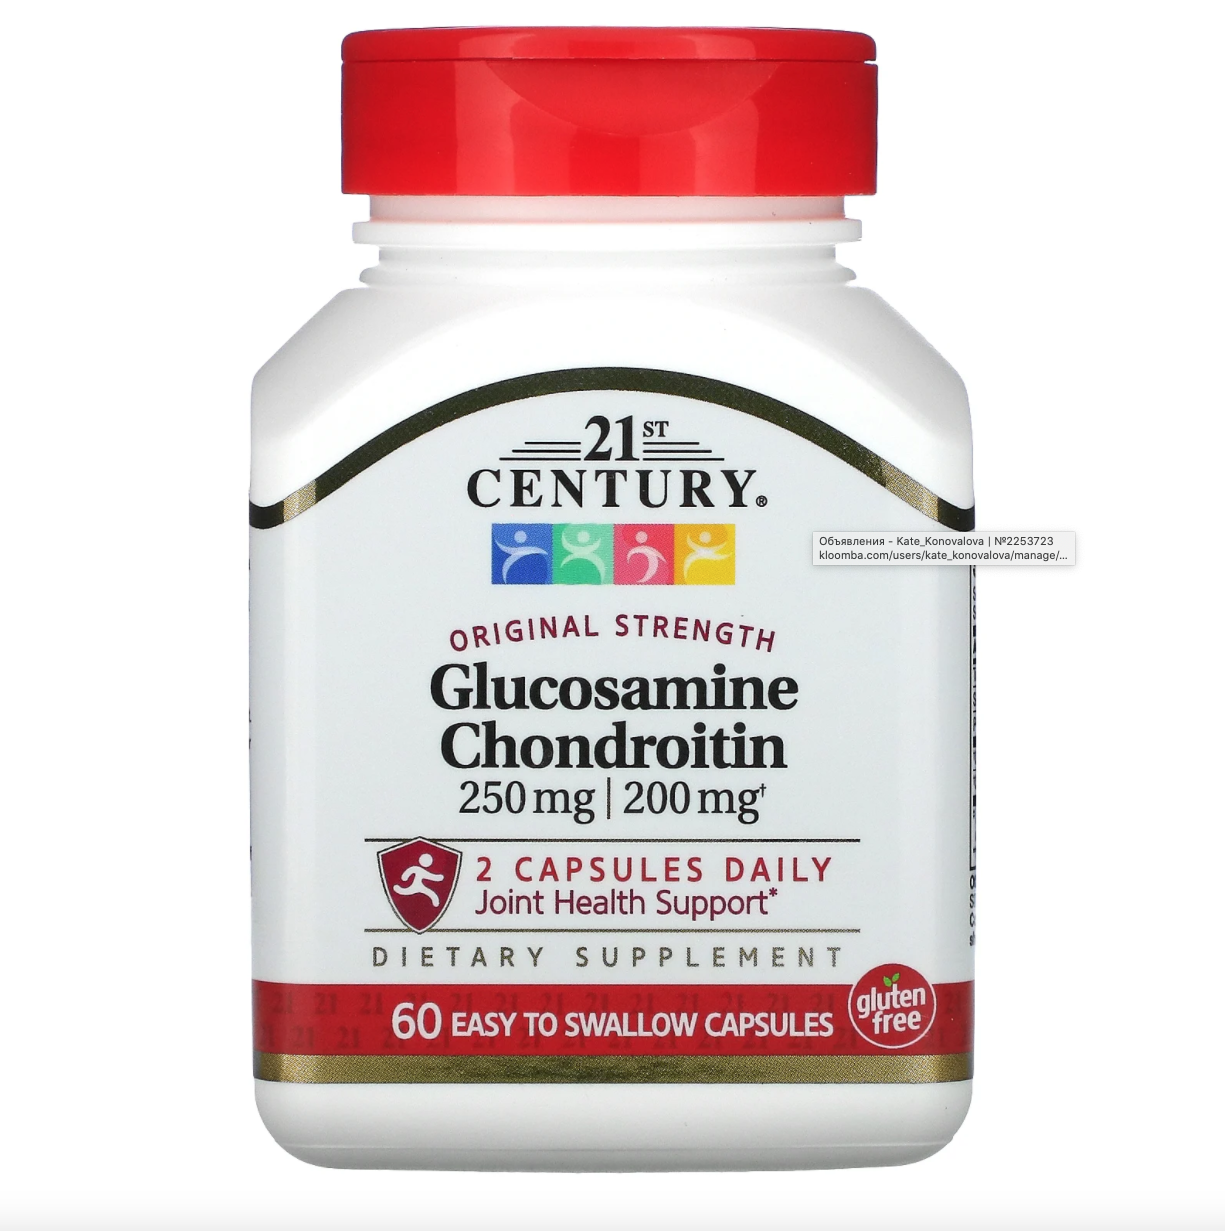 21ST
CENTURY®
Объявления - Kate_Konovalova | №2253723
kloomba.com/users/kate_konovalova/manage/...
ORIGINAL STRENGTH
Glucosamine
Chondroitin
250 mg | 200 mg†
2 CAPSULES DAILY
Joint Health Support*
DIETARY SUPPLEMENT
gluten
free
60 EASY TO SWALLOW CAPSULES